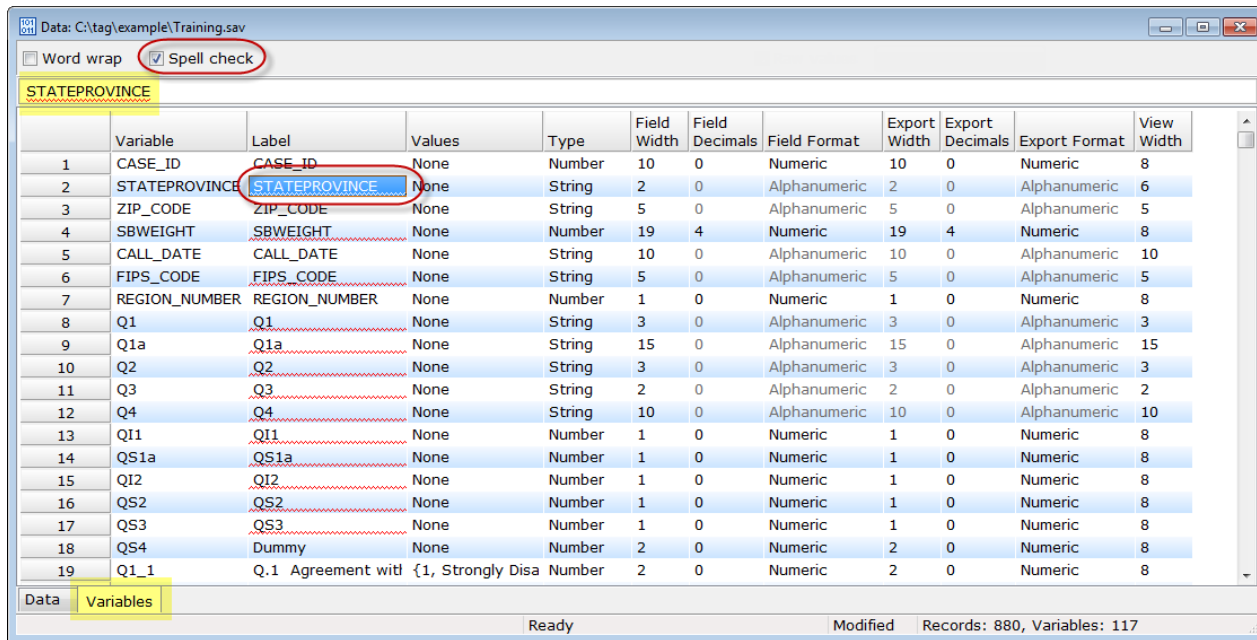 101 011 Data: C:\tag\example\Training.sav
Word wrap Spell check
STATEPROVINCE
Variable Label Values Type Field Width Field Decimals Field Format Export Width Export Decimals Export Format View Width
1 CASE_ID CASE_ID None Number 10 0 Numeric 10 0 Numeric 8
2 STATEPROVINCE STATEPROVINCE None String 2 0 Alphanumeric 2 0 Alphanumeric 6
3 ZIP_CODE ZIP_CODE None String 5 0 Alphanumeric 5 0 Alphanumeric 5
4 SBWEIGHT SBWEIGHT None Number 19 4 Numeric 19 4 Numeric 8
5 CALL_DATE CALL_DATE None String 10 0 Alphanumeric 10 0 Alphanumeric 10
6 FIPS_CODE FIPS_CODE None String 5 0 Alphanumeric 5 0 Alphanumeric 5
7 REGION_NUMBER REGION_NUMBER None Number 1 0 Numeric 1 0 Numeric 8
8 Q1 Q1 None String 3 0 Alphanumeric 3 0 Alphanumeric 3
9 Q1a Q1a None String 15 0 Alphanumeric 15 0 Alphanumeric 15
10 Q2 Q2 None String 3 0 Alphanumeric 3 0 Alphanumeric 3
11 Q3 Q3 None String 2 0 Alphanumeric 2 0 Alphanumeric 2
12 Q4 Q4 None String 10 0 Alphanumeric 10 0 Alphanumeric 10
13 QI1 QI1 None Number 1 0 Numeric 1 0 Numeric 8
14 QS1a QS1a None Number 1 0 Numeric 1 0 Numeric 8
15 QI2 QI2 None Number 1 0 Numeric 1 0 Numeric 8
16 QS2 QS2 None Number 1 0 Numeric 1 0 Numeric 8
17 QS3 QS3 None Number 1 0 Numeric 1 0 Numeric 8
18 QS4 Dummy None Number 2 0 Numeric 2 0 Numeric 8
19 Q1_1 Q.1 Agreement with {1, Strongly Disa Number 2 0 Numeric 2 0 Numeric 8
Data Variables
Ready Modified Records: 880, Variables: 117